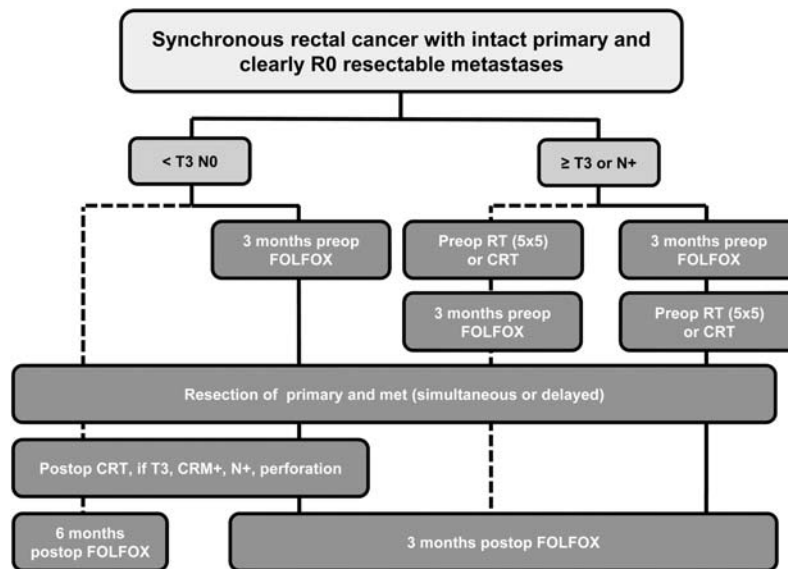 Synchronous rectal cancer with intact primary and
clearly R0 resectable metastases
< T3 N0
≥ T3 or N+
3 months preop
FOLFOX
Preop RT (5x5)
or CRT
3 months preop
FOLFOX
3 months preop
FOLFOX
Preop RT (5x5)
or CRT
Resection of primary and met (simultaneous or delayed)
Postop CRT, if T3, CRM+, N+, perforation
6 months
postop FOLFOX
3 months postop FOLFOX